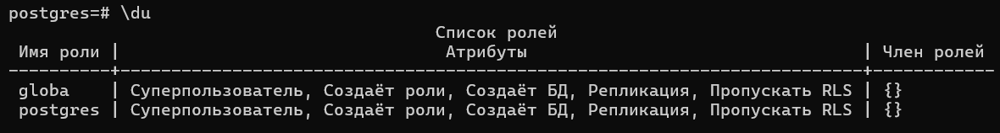 postgres=# \du
Список ролей
Имя роли | Атрибуты | Член ролей
----------+------------------------------------------------------------------------+-----------
globa | Суперпользователь, Создаёт роли, Создаёт БД, Репликация, Пропускать RLS | {}
postgres | Суперпользователь, Создаёт роли, Создаёт БД, Репликация, Пропускать RLS | {}